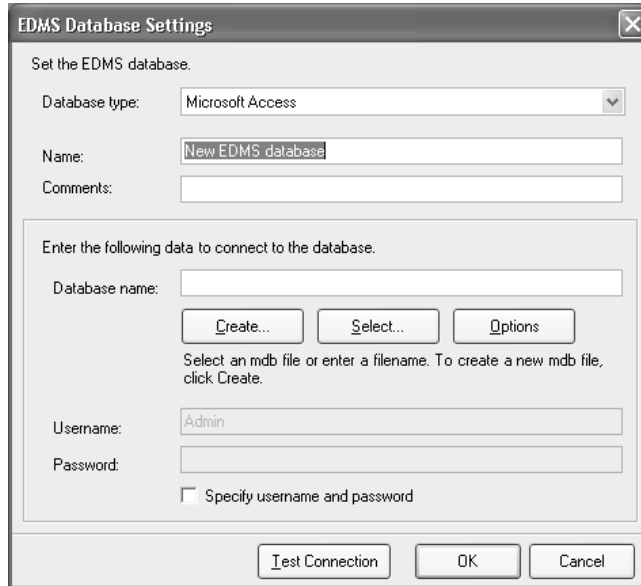 EDMS Database Settings
Set the EDMS database.
Database type: Microsoft Access
Name: New EDMS database
Comments:
Enter the following data to connect to the database.
Database name:
Create... Select... Options
Select an mdb file or enter a filename. To create a new mdb file,
click Create.
Username: Admin
Password:
Specify username and password
Test Connection OK Cancel